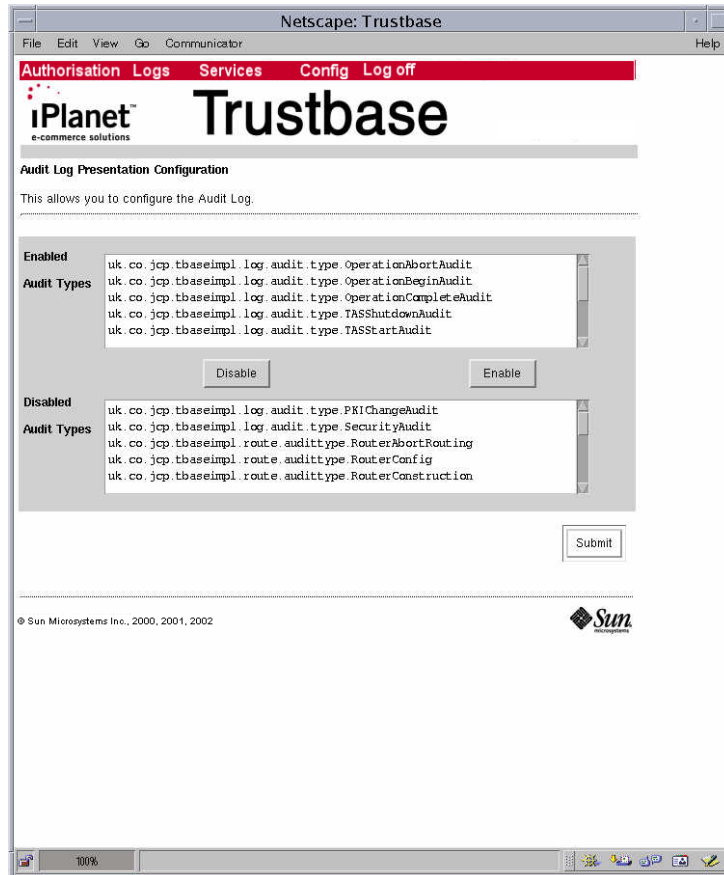 Netscape: Trustbase
File Edit View Go Communicator Help
Authorisation Logs Services Config Log off
iPlanet™
e-commerce solutions
Trustbase
Audit Log Presentation Configuration
This allows you to configure the Audit Log.
Enabled
Audit Types
uk.co.jcp.tbaseimpl.log.audit.type.OperationAbortAudit
uk.co.jcp.tbaseimpl.log.audit.type.OperationBeginAudit
uk.co.jcp.tbaseimpl.log.audit.type.OperationCompleteAudit
uk.co.jcp.tbaseimpl.log.audit.type.TASShutdownAudit
uk.co.jcp.tbaseimpl.log.audit.type.TASStartAudit
Disable Enable
Disabled
Audit Types
uk.co.jcp.tbaseimpl.log.audit.type.PKIChangeAudit
uk.co.jcp.tbaseimpl.log.audit.type.SecurityAudit
uk.co.jcp.tbaseimpl.route.audittype.RouterAbortRouting
uk.co.jcp.tbaseimpl.route.audittype.RouterConfig
uk.co.jcp.tbaseimpl.route.audittype.RouterConstruction
Submit
© Sun Microsystems Inc., 2000, 2001, 2002
Sun
microsystems
100%